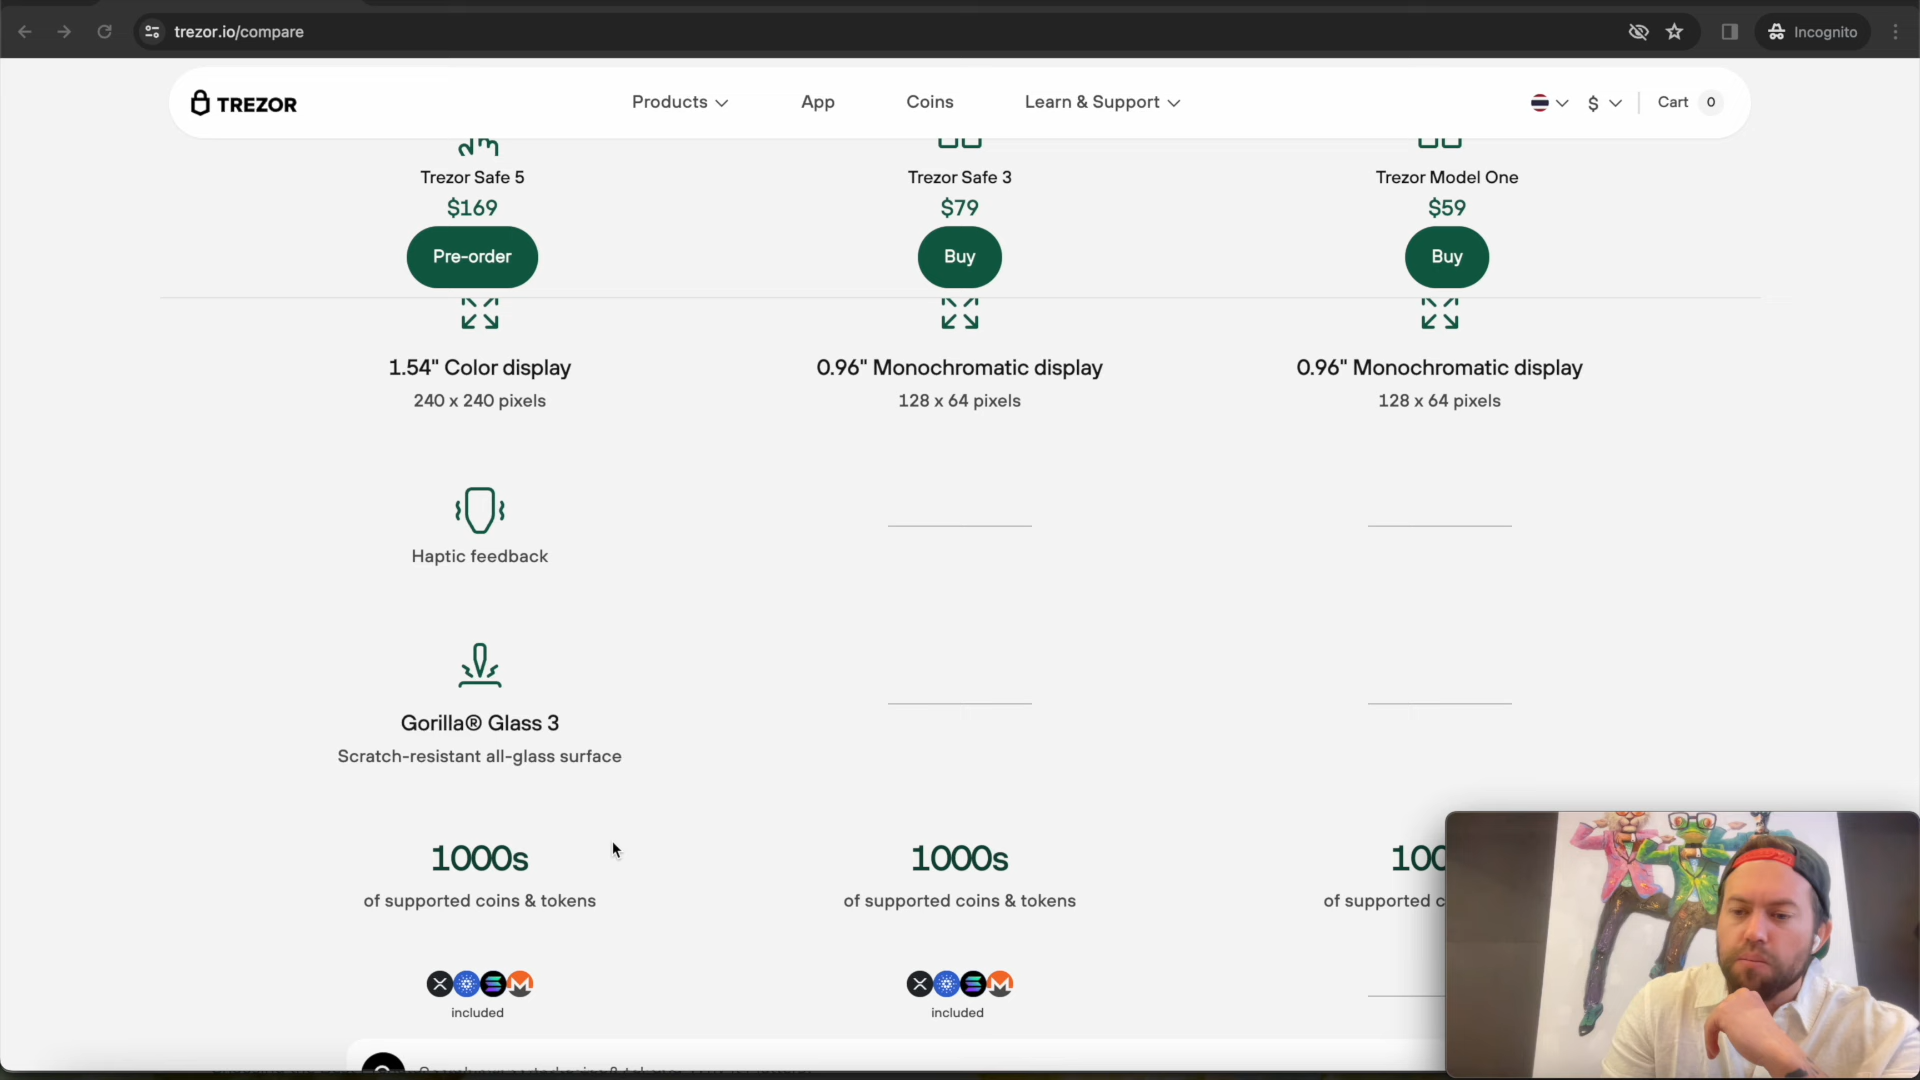 trezor.io/compare
Incognito
TREZOR
Products
App
Coins
Learn & Support
$
Cart 0
Trezor Safe 5
Trezor Safe 3
Trezor Model One
$169
$79
$59
Pre-order
Buy
Buy
1.54" Color display
0.96" Monochromatic display
0.96" Monochromatic display
240 x 240 pixels
128 x 64 pixels
128 x 64 pixels
Haptic feedback
Gorilla® Glass 3
Scratch-resistant all-glass surface
1000s
1000s
100
of supported coins & tokens
of supported coins & tokens
of supported c
included
included